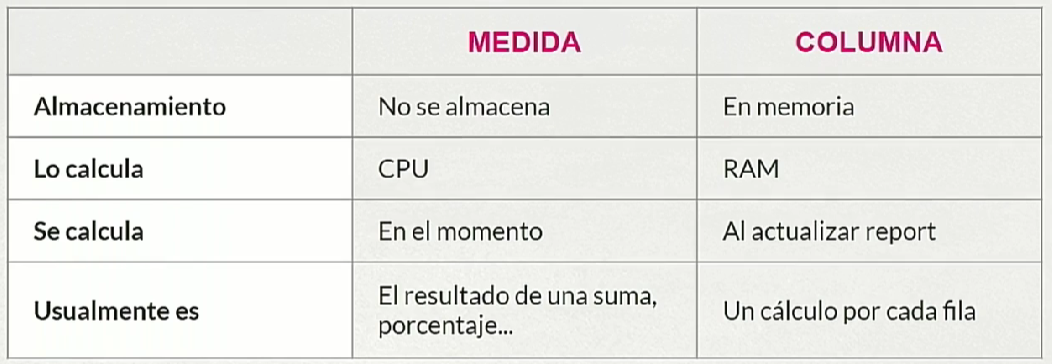 MEDIDA COLUMNA
Almacenamiento No se almacena En memoria
Lo calcula CPU RAM
Se calcula En el momento Al actualizar report
Usualmente es El resultado de una suma, porcentaje... Un cálculo por cada fila